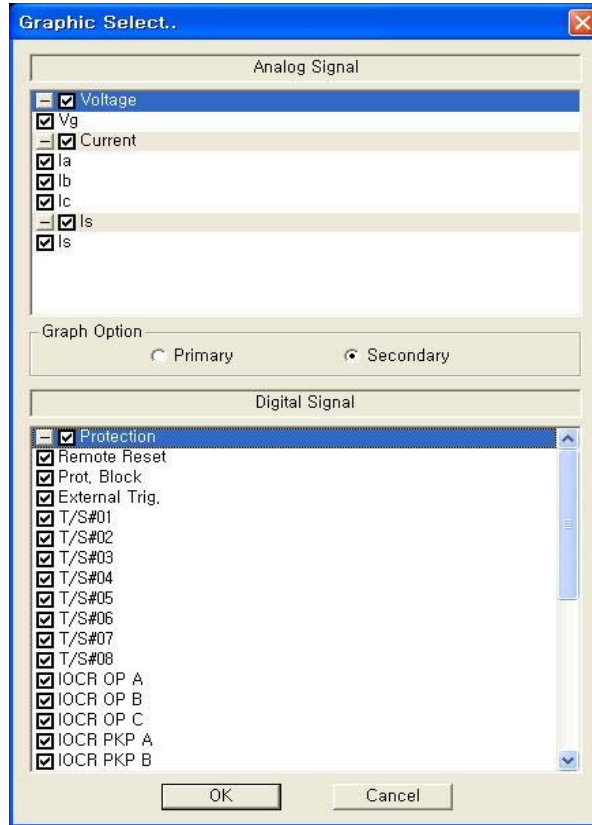 Graphic Select..
Analog Signal
Voltage
Vg
Current
Ia
Ib
Ic
Is
Is
Graph Option
Primary
Secondary
Digital Signal
Protection
Remote Reset
Prot. Block
External Trig.
T/S#01
T/S#02
T/S#03
T/S#04
T/S#05
T/S#06
T/S#07
T/S#08
IOCR OP A
IOCR OP B
IOCR OP C
IOCR PKP A
IOCR PKP B
OK
Cancel